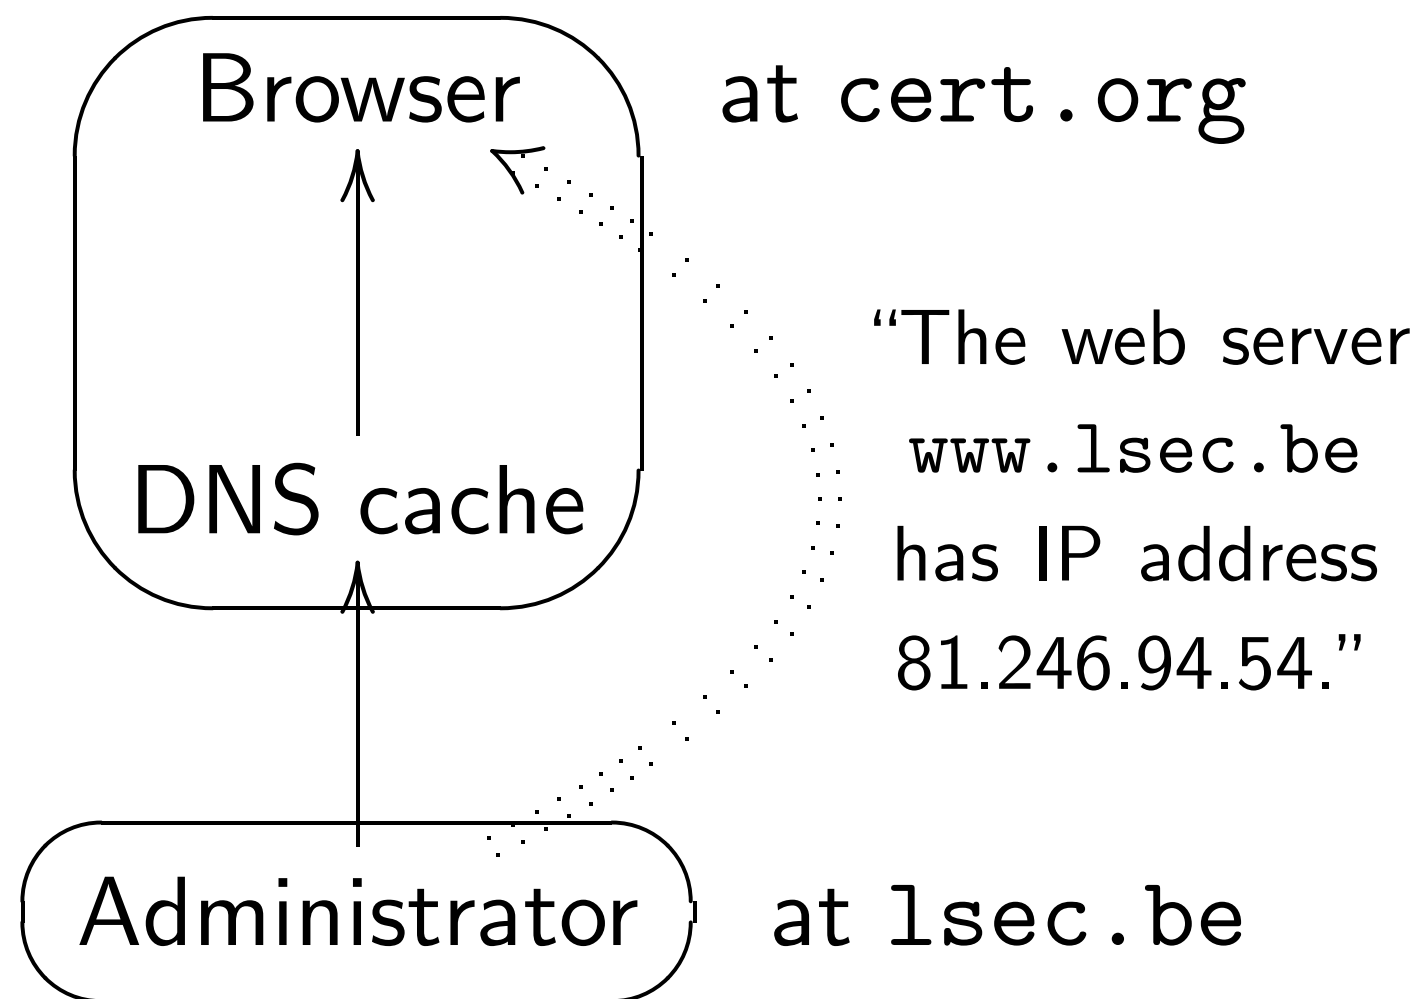 Browser at cert.org
“The web server
www.lsec.be
DNS cache
has IP address
81.246.94.54.”
Administrator at lsec.be